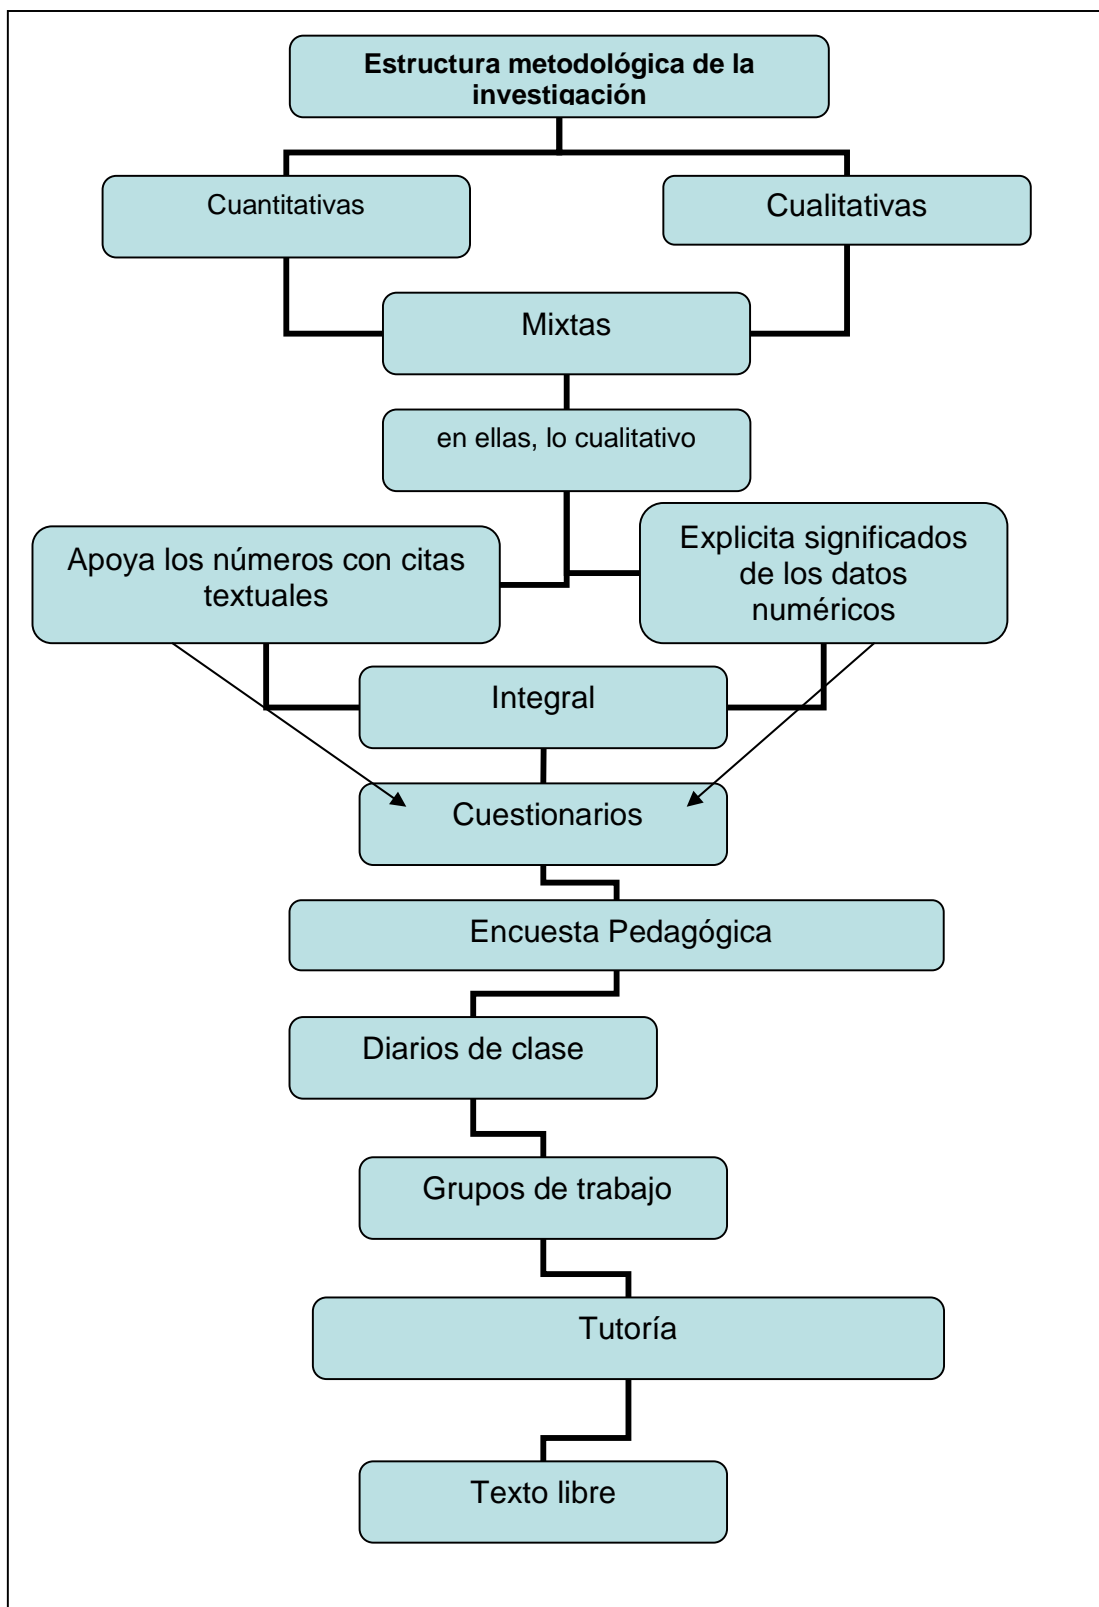 Estructura metodológica de la
investigación
Cuantitativas
Cualitativas
Mixtas
en ellas, lo cualitativo
Apoya los números con citas
textuales
Explicita significados
de los datos
numéricos
Integral
Cuestionarios
Encuesta Pedagógica
Diarios de clase
Grupos de trabajo
Tutoría
Texto libre